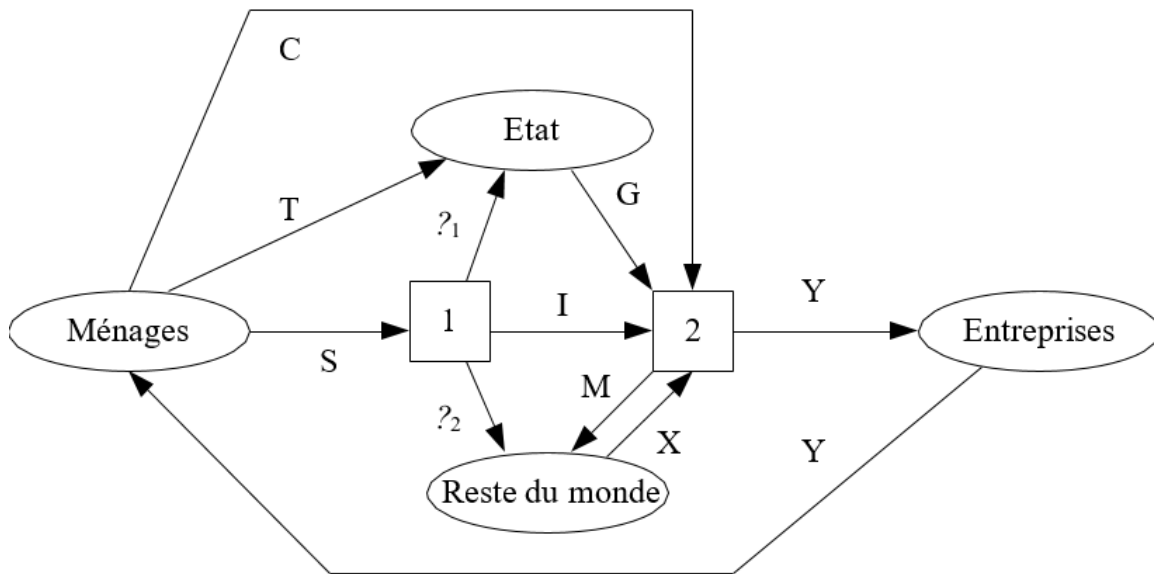 C
Etat
T
G
?₁
Ménages
1
I
2
Y
Entreprises
S
M
?₂
X
Y
Reste du monde